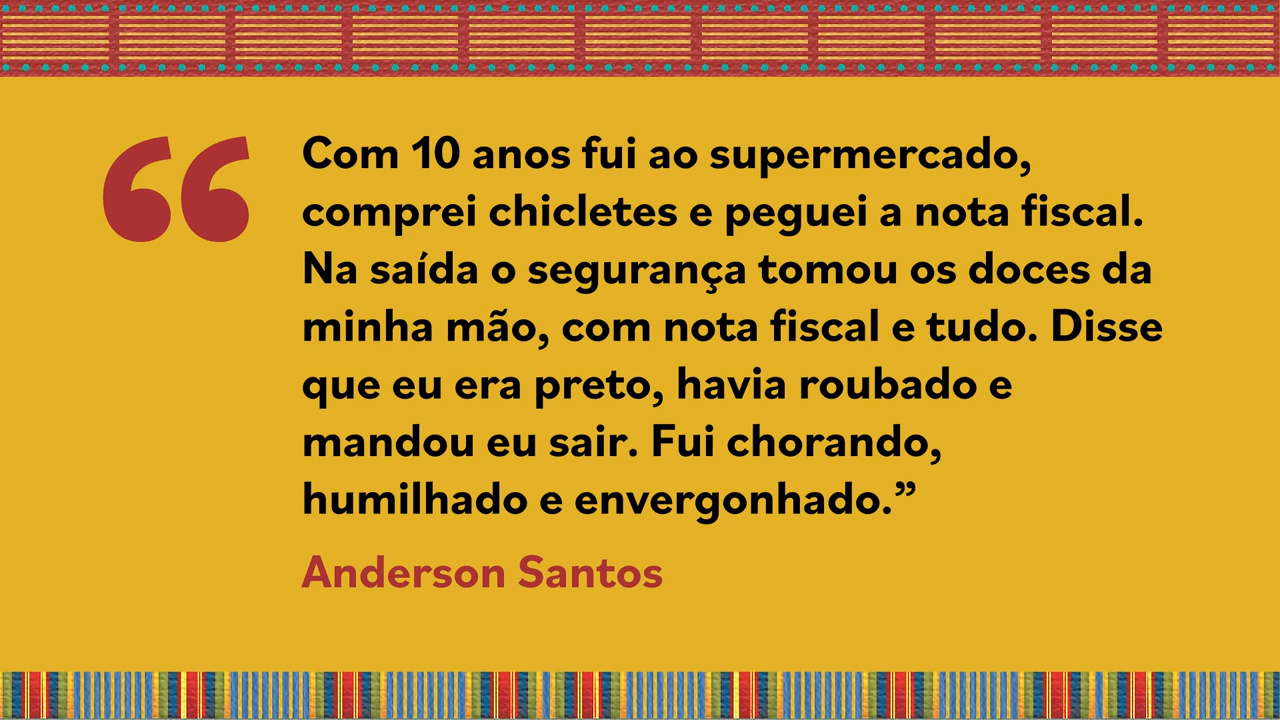 “Com 10 anos fui ao supermercado,
comprei chicletes e peguei a nota fiscal.
Na saída o segurança tomou os doces da
minha mão, com nota fiscal e tudo. Disse
que eu era preto, havia roubado e
mandou eu sair. Fui chorando,
humilhado e envergonhado.”
Anderson Santos